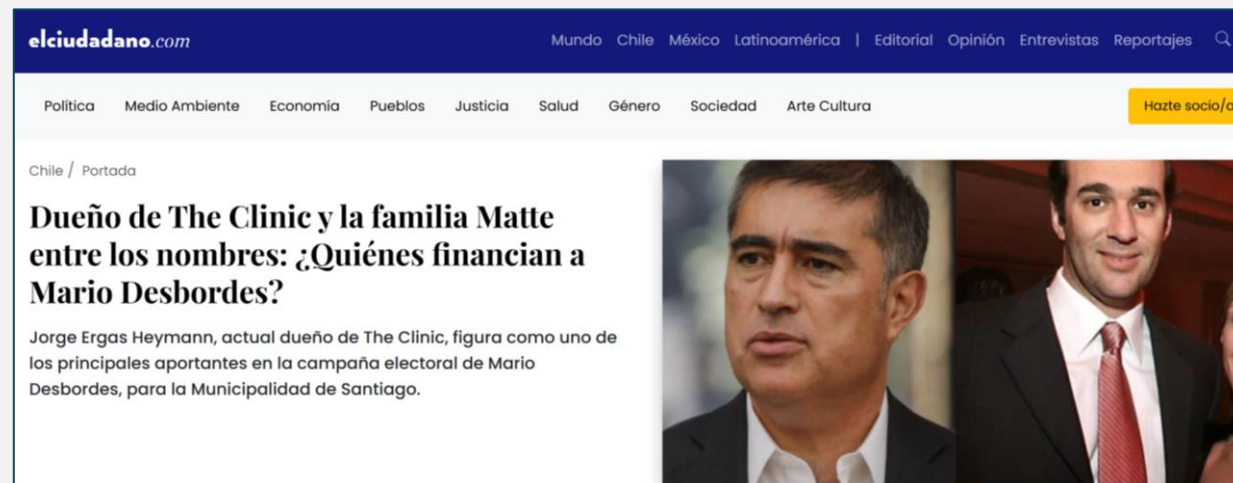 elciudadano.com
Mundo Chile México Latinoamérica | Editorial Opinión Entrevistas Reportajes
Política Medio Ambiente Economía Pueblos Justicia Salud Género Sociedad Arte Cultura
Hazte socio/a
Chile / Portada
Dueño de The Clinic y la familia Matte
entre los nombres: ¿Quiénes financian a
Mario Desbordes?
Jorge Ergas Heymann, actual dueño de The Clinic, figura como uno de
los principales aportantes en la campaña electoral de Mario
Desbordes, para la Municipalidad de Santiago.